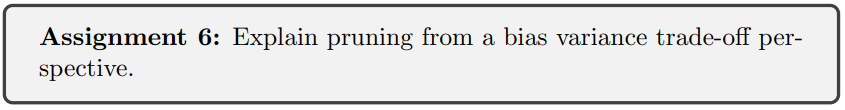 Assignment 6: Explain pruning from a bias variance trade-off per-
spective.